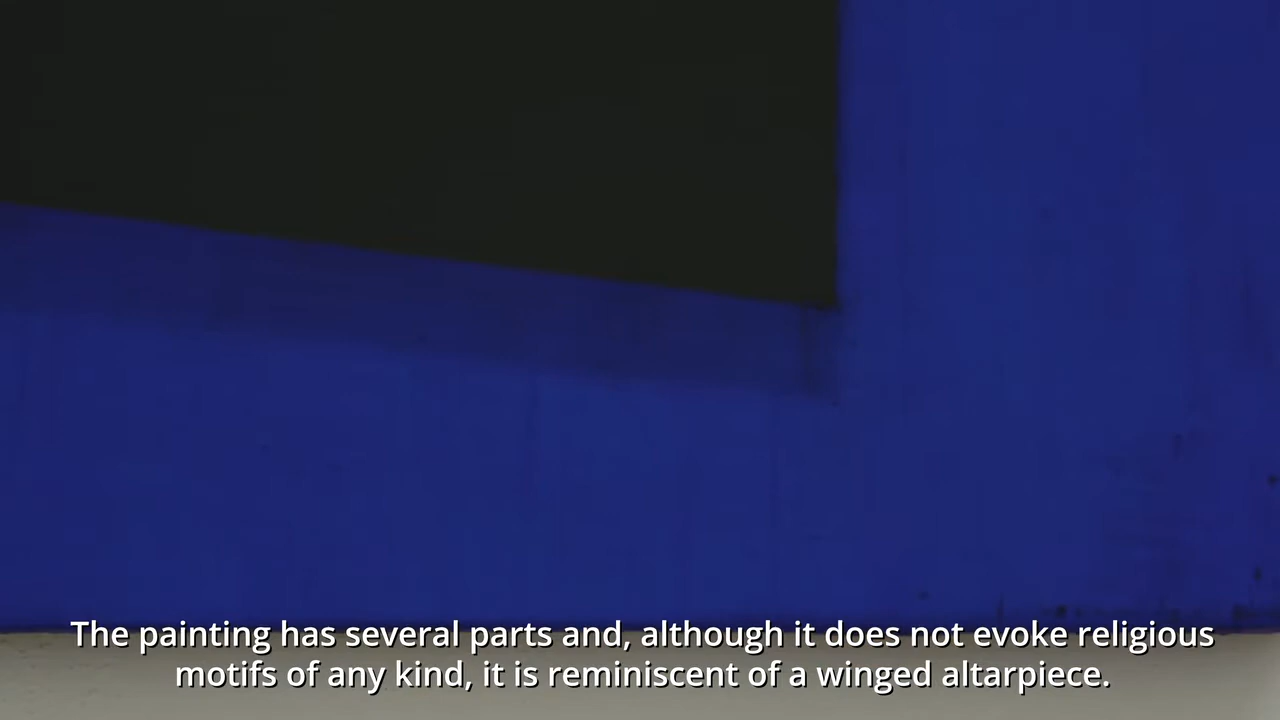 The painting has several parts and, although it does not evoke religious
motifs of any kind, it is reminiscent of a winged altarpiece.